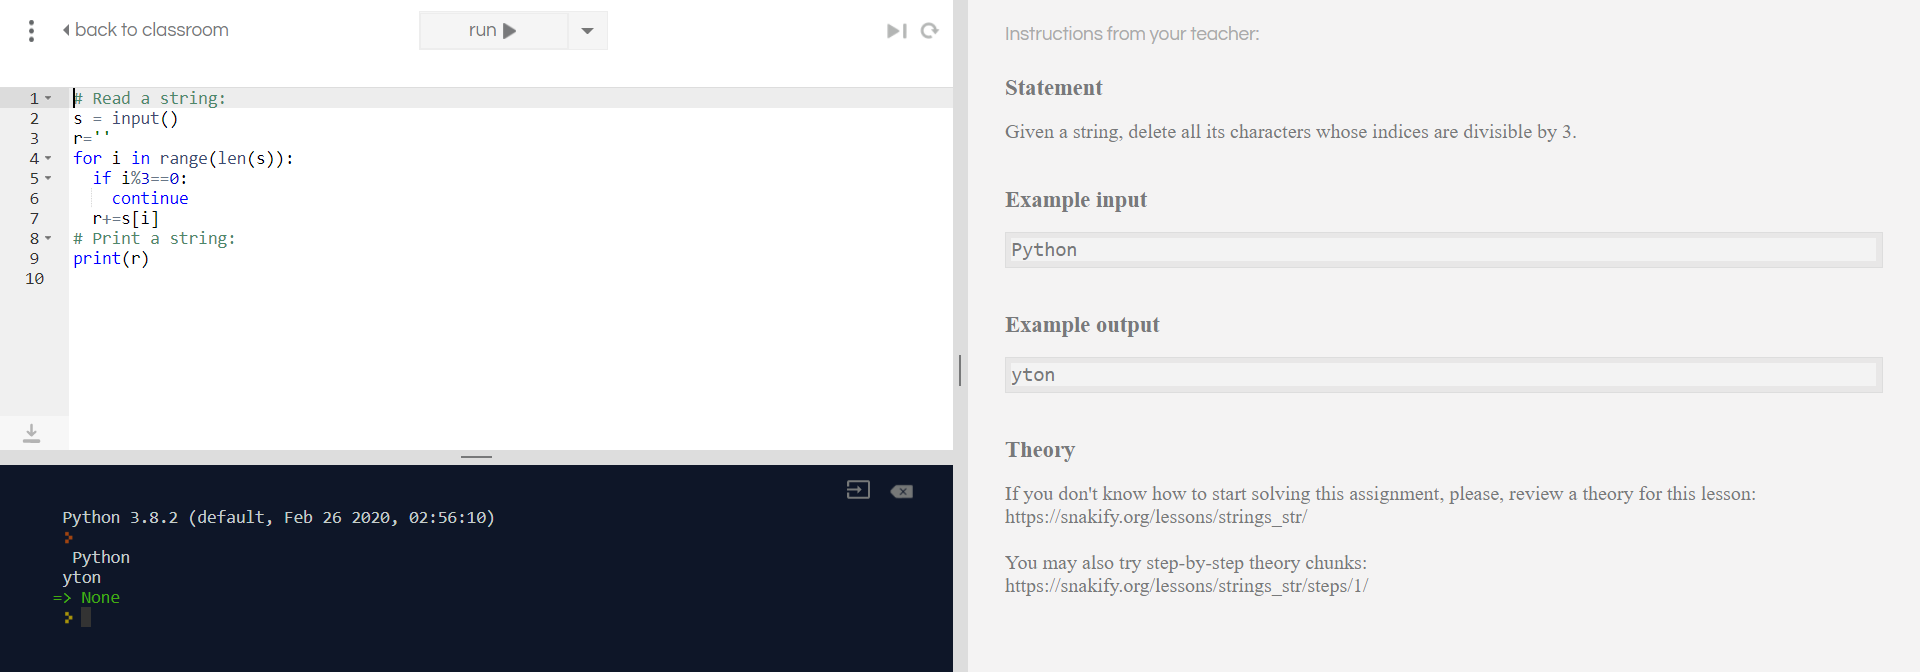 back to classroom
run
1 # Read a string:
2 s = input()
3 r=''
4 for i in range(len(s)):
5   if i%3==0:
6     continue
7   r+=s[i]
8 # Print a string:
9 print(r)
10
Python 3.8.2 (default, Feb 26 2020, 02:56:10)
Python
yton
=> None
Instructions from your teacher:
Statement
Given a string, delete all its characters whose indices are divisible by 3.
Example input
Python
Example output
yton
Theory
If you don't know how to start solving this assignment, please, review a theory for this lesson:
https://snakify.org/lessons/strings_str/
You may also try step-by-step theory chunks:
https://snakify.org/lessons/strings_str/steps/1/